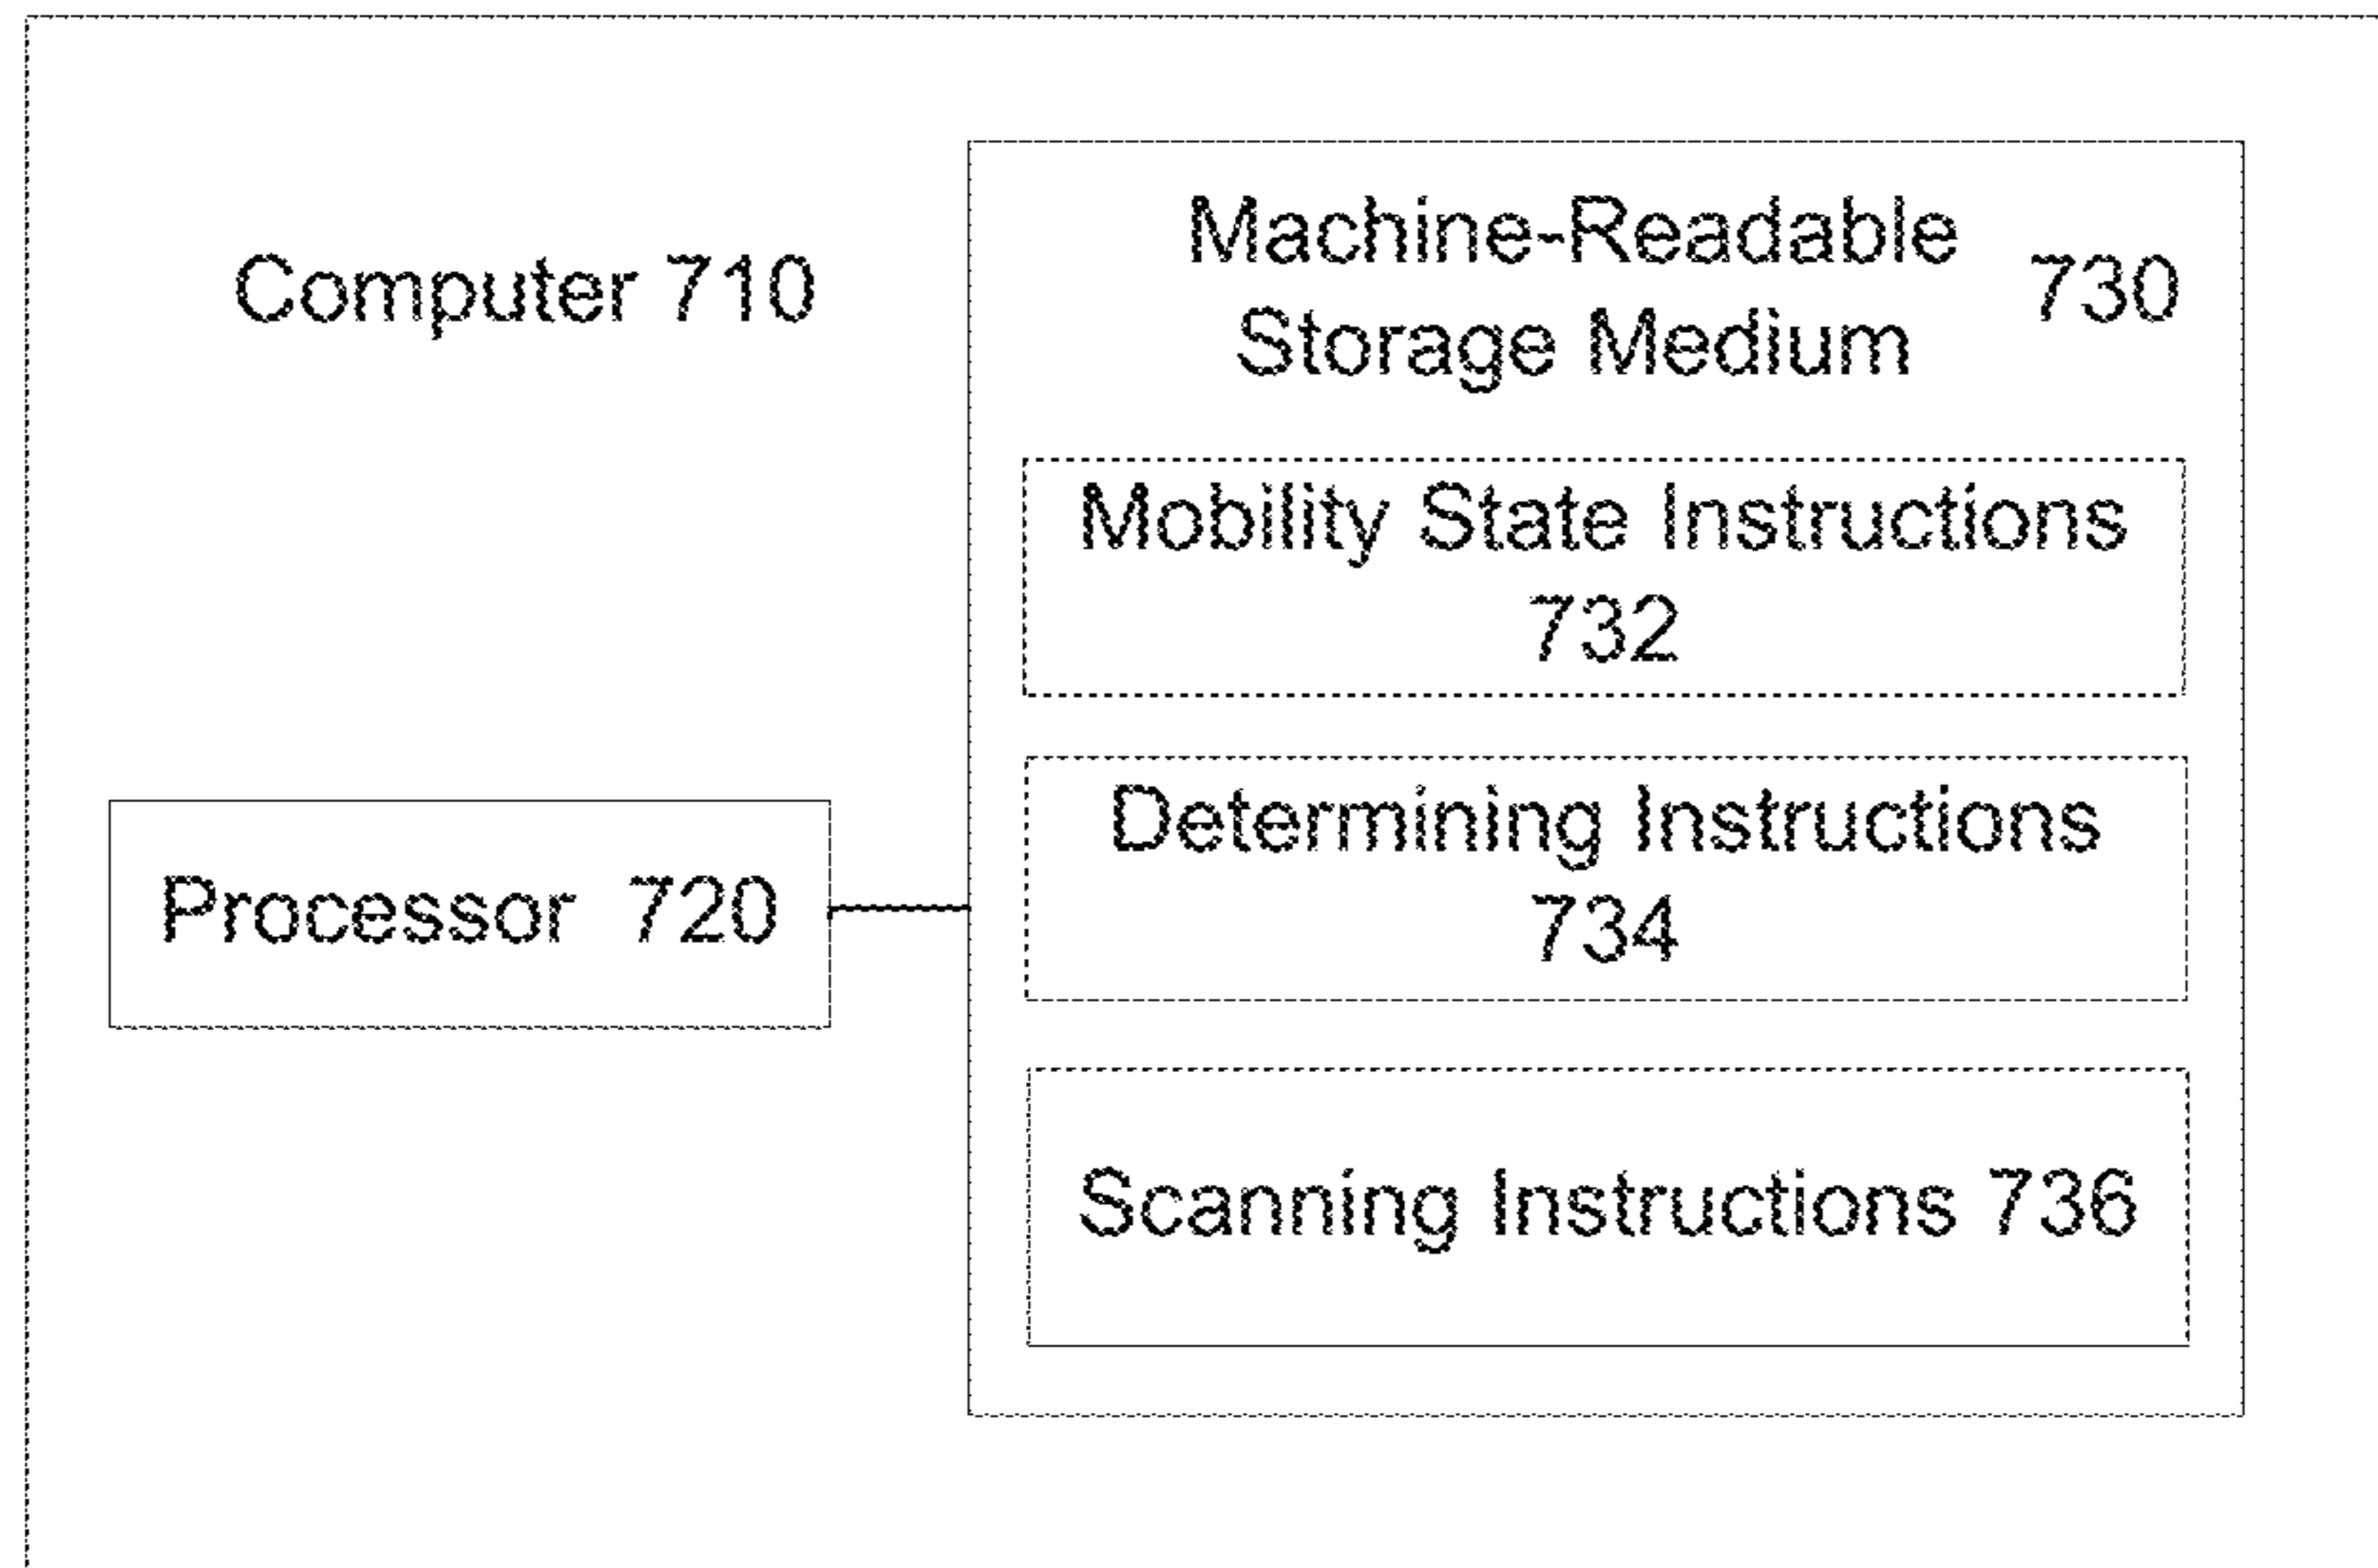 Computer 710
Machine-Readable
Storage Medium
730
Mobility State Instructions
732
Determining Instructions
734
Processor 720
Scanning Instructions 736